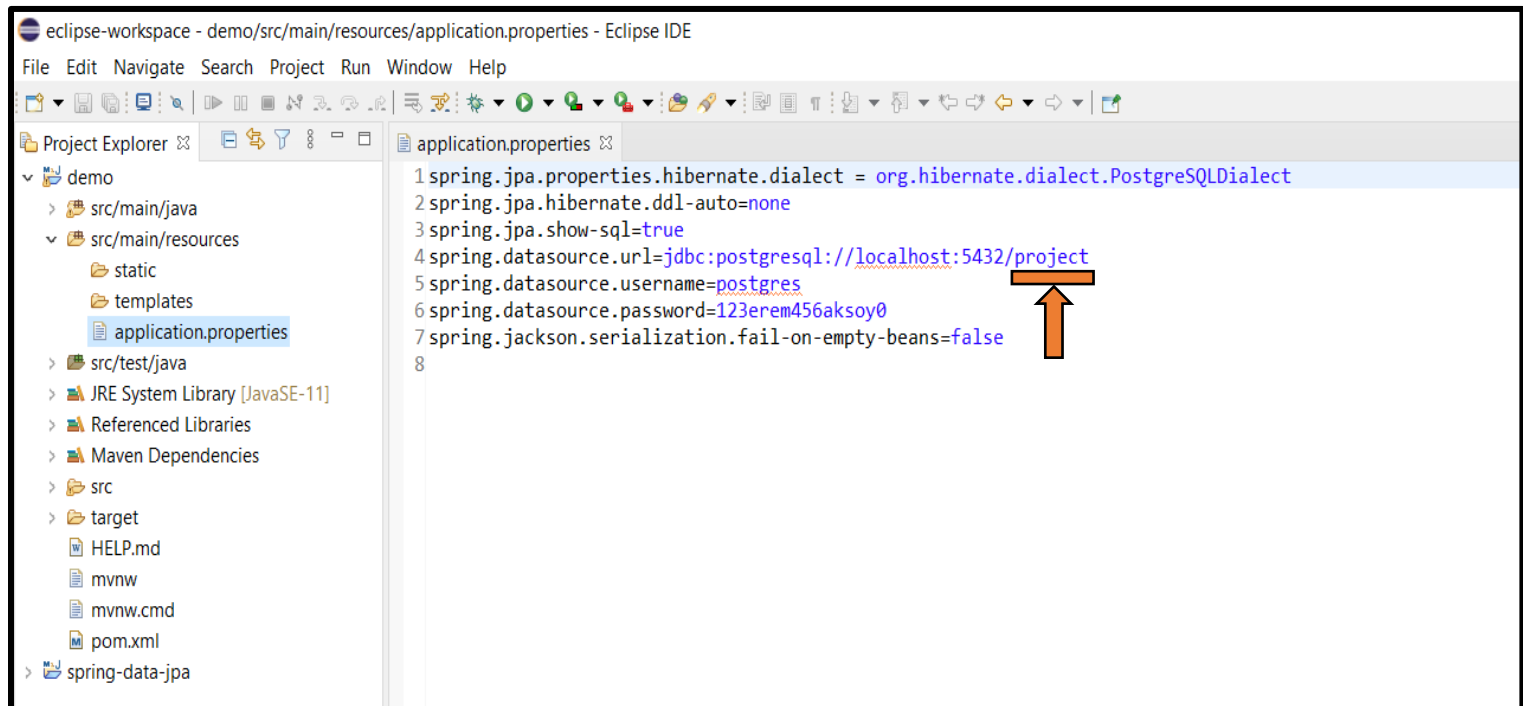 eclipse-workspace - demo/src/main/resources/application.properties - Eclipse IDE
File Edit Navigate Search Project Run Window Help
Project Explorer
demo
src/main/java
src/main/resources
static
templates
application.properties
src/test/java
JRE System Library [JavaSE-11]
Referenced Libraries
Maven Dependencies
src
target
HELP.md
mvnw
mvnw.cmd
pom.xml
spring-data-jpa
application.properties
1 spring.jpa.properties.hibernate.dialect = org.hibernate.dialect.PostgreSQLDialect
2 spring.jpa.hibernate.ddl-auto=none
3 spring.jpa.show-sql=true
4 spring.datasource.url=jdbc:postgresql://localhost:5432/project
5 spring.datasource.username=postgres
6 spring.datasource.password=123erem456aksoy0
7 spring.jackson.serialization.fail-on-empty-beans=false
8